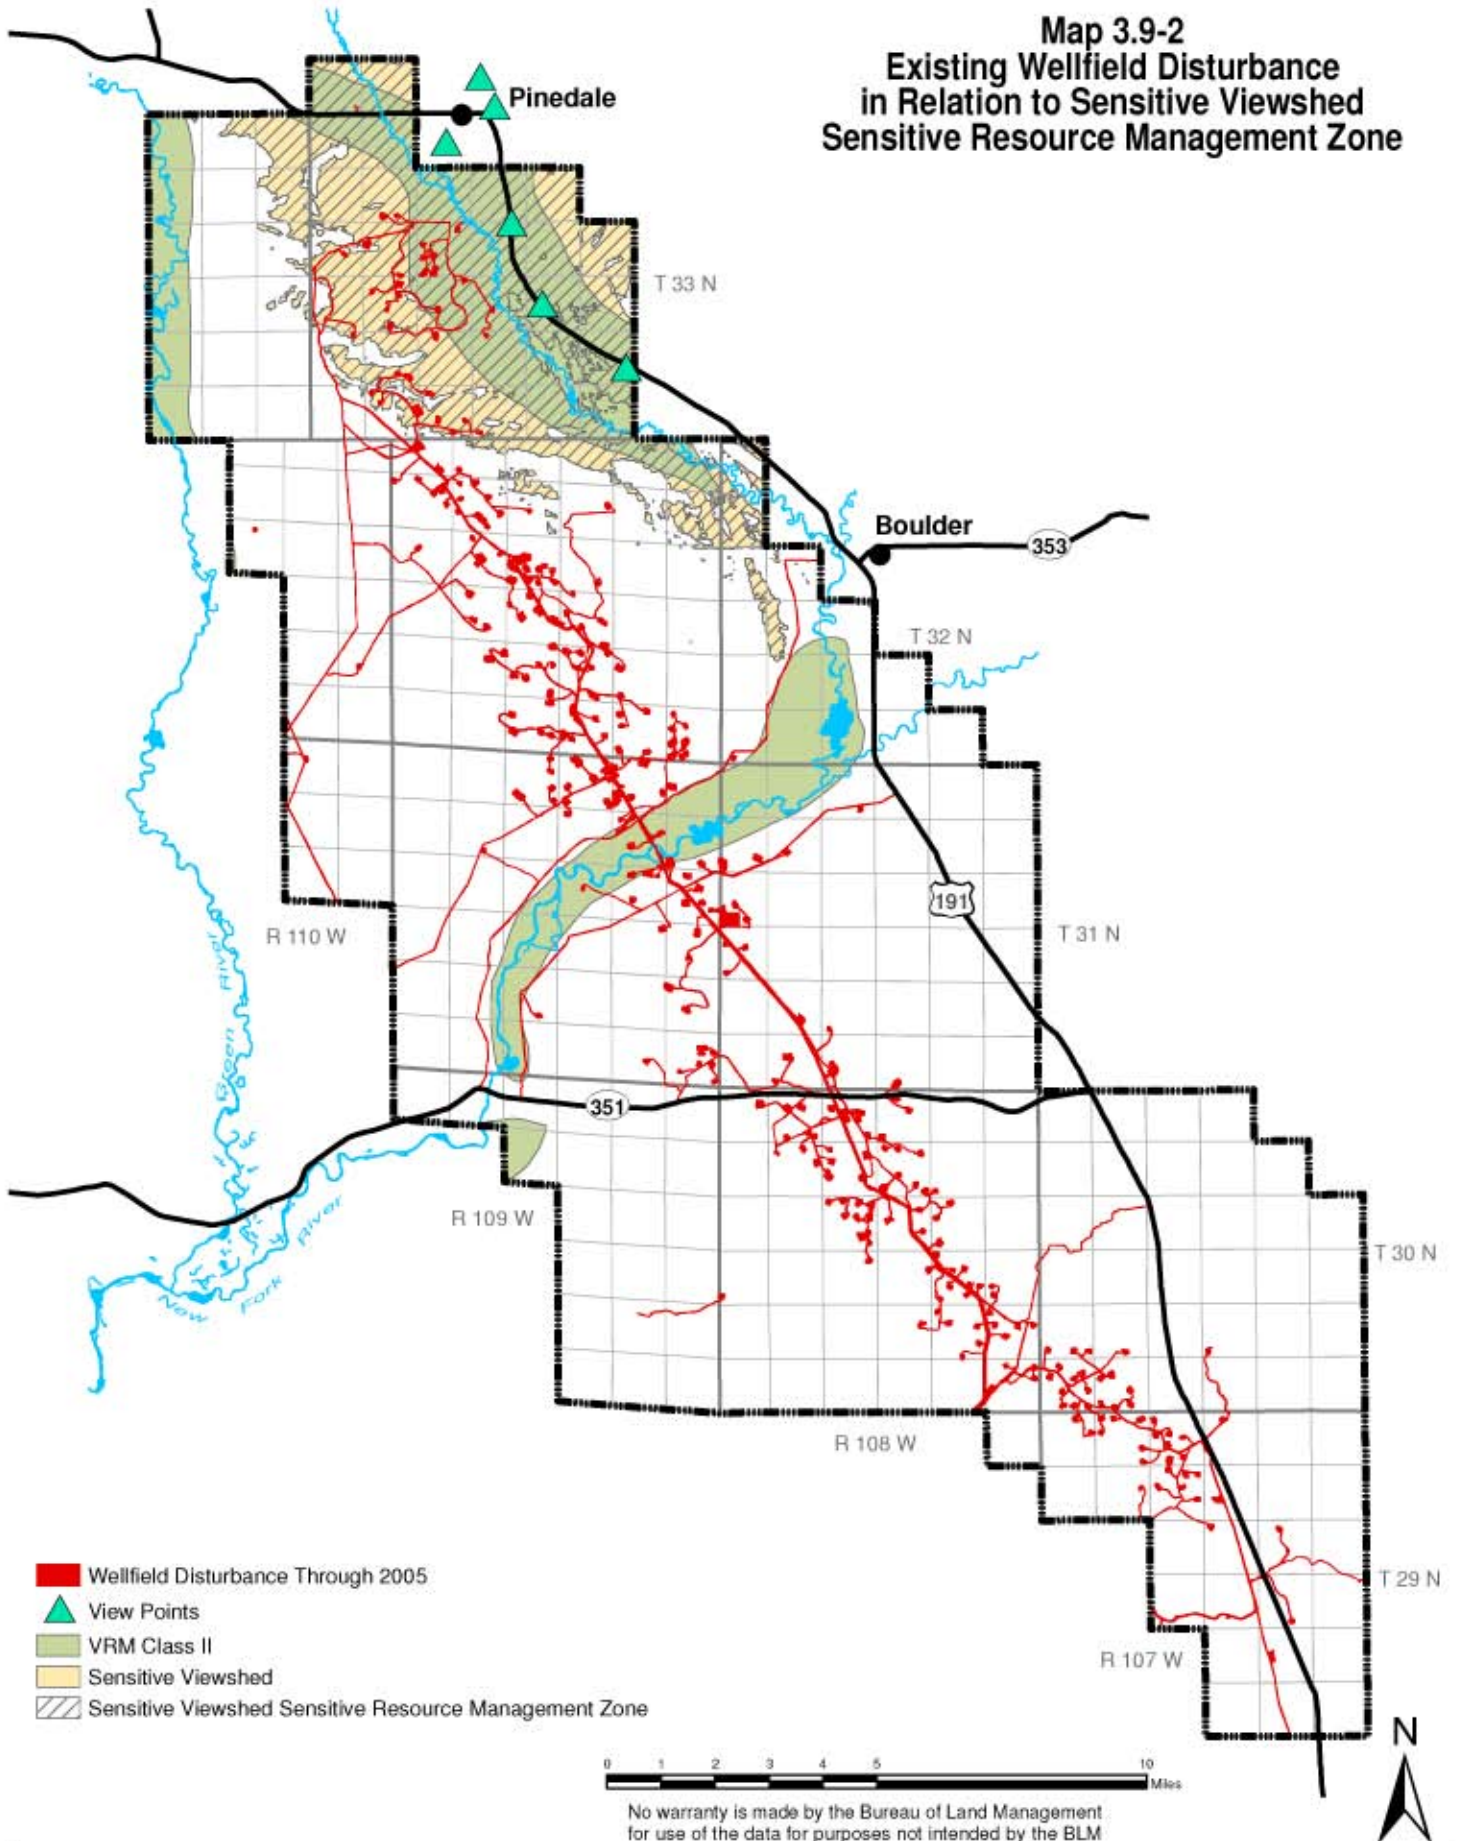 Map 3.9-2
Existing Wellfield Disturbance
in Relation to Sensitive Viewshed
Sensitive Resource Management Zone
Pinedale
T 33 N
Boulder
353
T 32 N
191
R 110 W
T 31 N
Green River
351
R 109 W
T 30 N
New Fork River
R 108 W
T 29 N
R 107 W
Wellfield Disturbance Through 2005
View Points
VRM Class II
Sensitive Viewshed
Sensitive Viewshed Sensitive Resource Management Zone
N
0 1 2 3 4 5 10
Miles
No warranty is made by the Bureau of Land Management
for use of the data for purposes not intended by the BLM